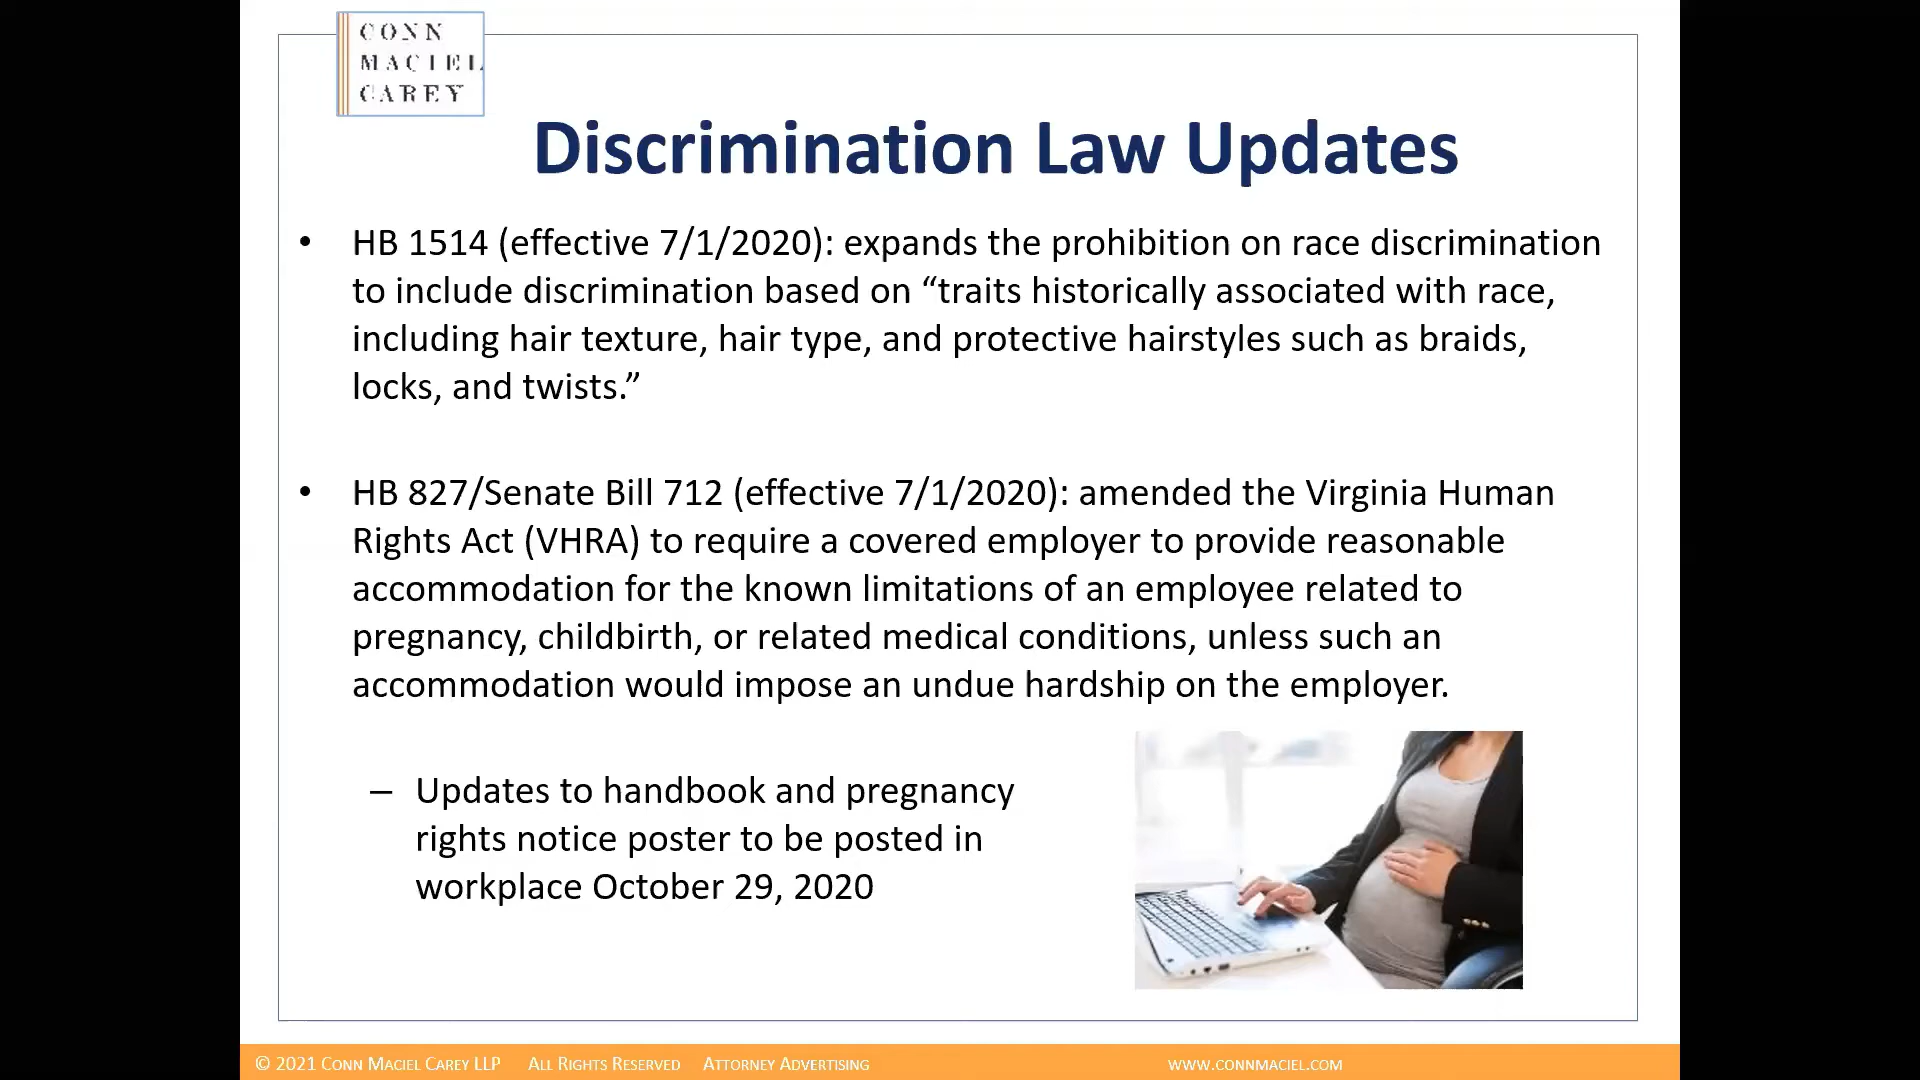 CONN
MACIEL
CAREY
Discrimination Law Updates
• HB 1514 (effective 7/1/2020): expands the prohibition on race discrimination
to include discrimination based on “traits historically associated with race,
including hair texture, hair type, and protective hairstyles such as braids,
locks, and twists.”
• HB 827/Senate Bill 712 (effective 7/1/2020): amended the Virginia Human
Rights Act (VHRA) to require a covered employer to provide reasonable
accommodation for the known limitations of an employee related to
pregnancy, childbirth, or related medical conditions, unless such an
accommodation would impose an undue hardship on the employer.
– Updates to handbook and pregnancy
rights notice poster to be posted in
workplace October 29, 2020
© 2021 CONN MACIEL CAREY LLP ALL RIGHTS RESERVED ATTORNEY ADVERTISING WWW.CONNMACIEL.COM